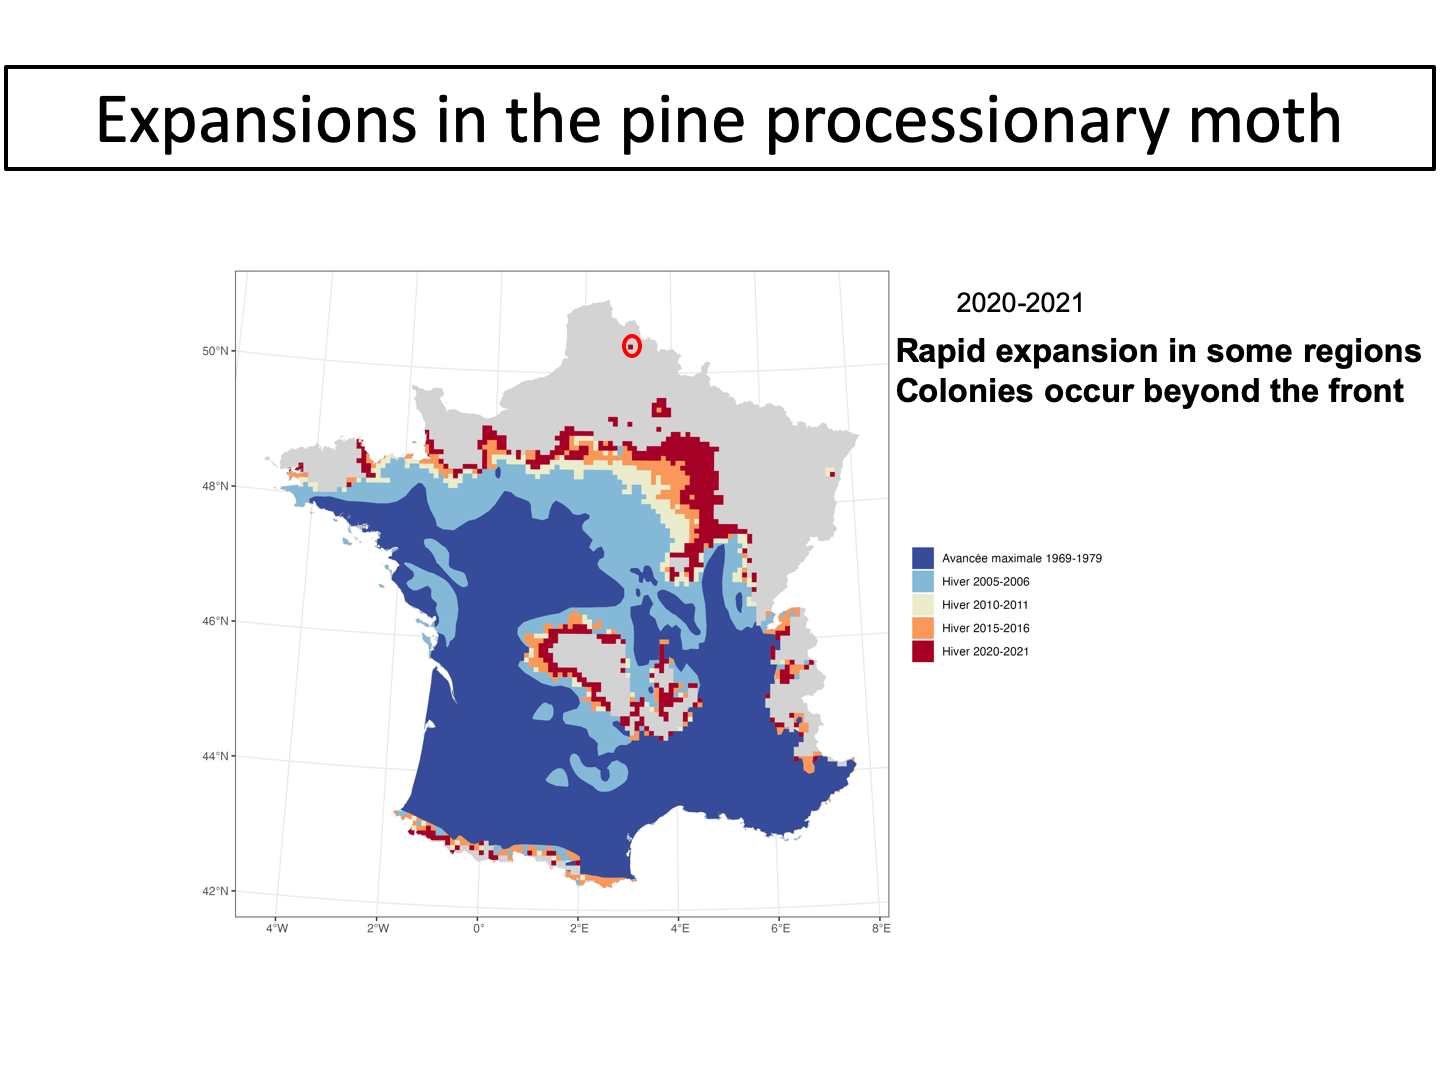 Expansions in the pine processionary moth
2020-2021
Rapid expansion in some regions
Colonies occur beyond the front
50°N
48°N
46°N
44°N
42°N
4°W
2°W
0°
2°E
4°E
6°E
8°E
Avancée maximale 1969-1979
Hiver 2005-2006
Hiver 2010-2011
Hiver 2015-2016
Hiver 2020-2021